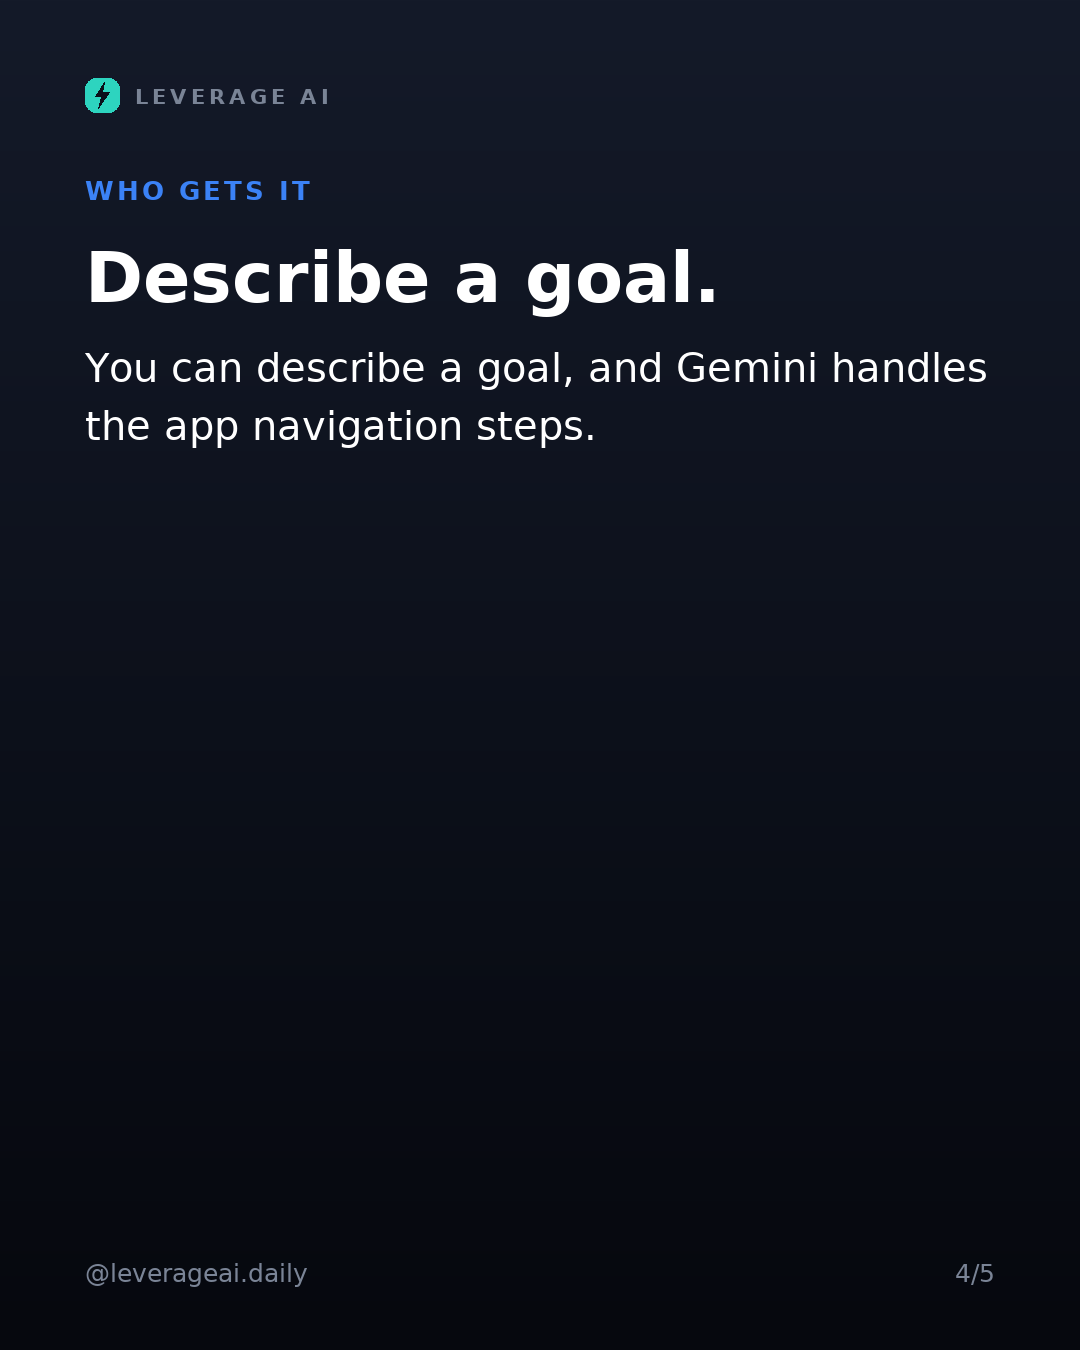 LEVERAGE AI
WHO GETS IT
Describe a goal.
You can describe a goal, and Gemini handles
the app navigation steps.
@leverageai.daily
4/5